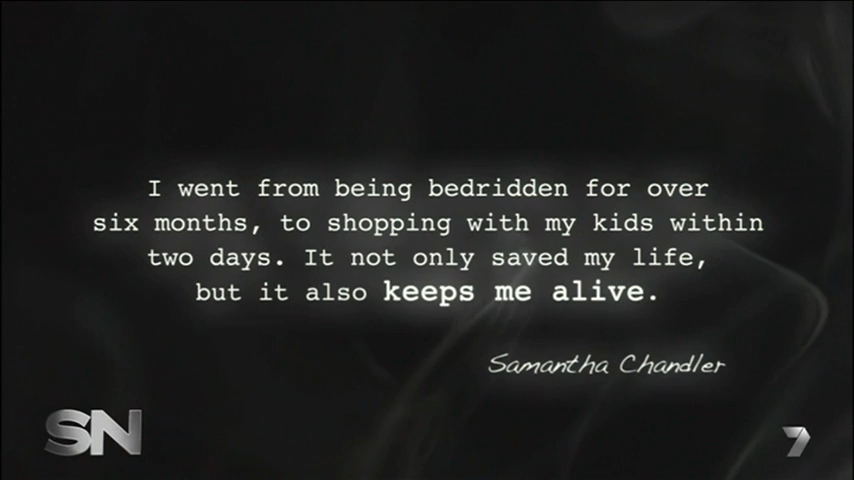 I went from being bedridden for over
six months, to shopping with my kids within
two days. It not only saved my life,
but it also keeps me alive.
Samantha Chandler
SN
7